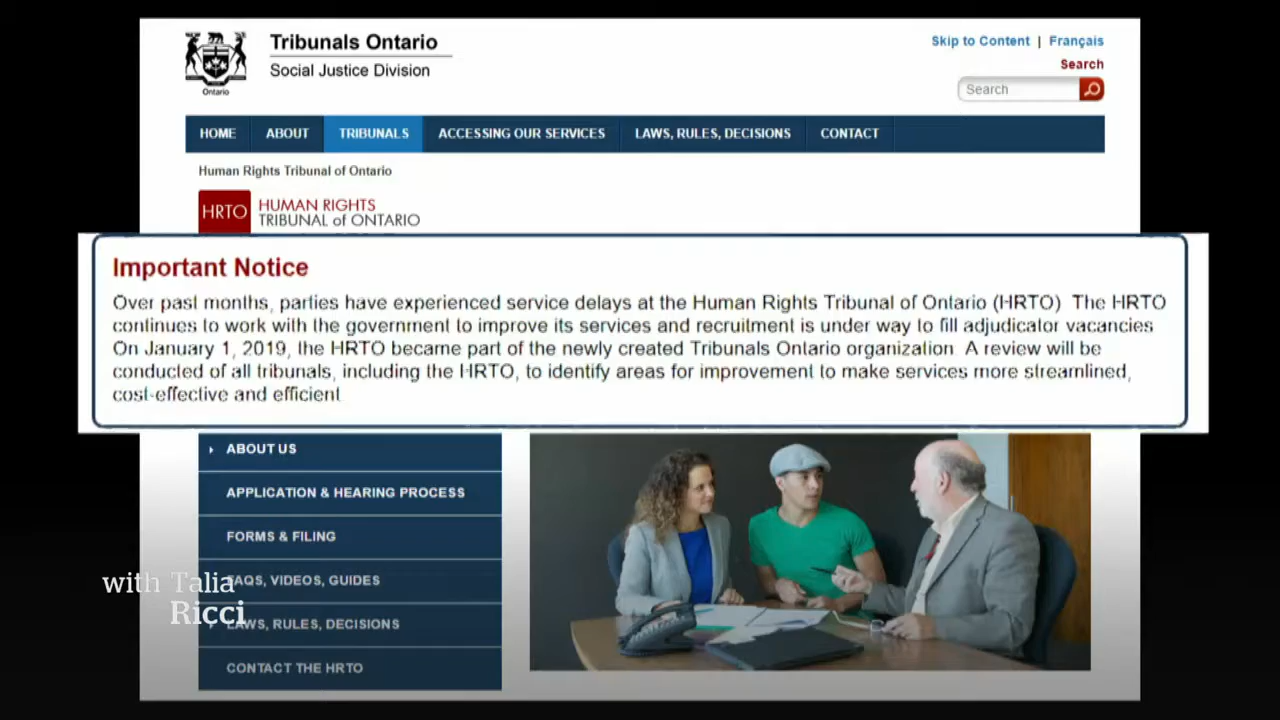 Tribunals Ontario
Social Justice Division
Ontario
Skip to Content | Français
Search
Search
HOME ABOUT TRIBUNALS ACCESSING OUR SERVICES LAWS, RULES, DECISIONS CONTACT
Human Rights Tribunal of Ontario
HRTO HUMAN RIGHTS
TRIBUNAL of ONTARIO
Important Notice
Over past months, parties have experienced service delays at the Human Rights Tribunal of Ontario (HRTO). The HRTO
continues to work with the government to improve its services and recruitment is under way to fill adjudicator vacancies.
On January 1, 2019, the HRTO became part of the newly created Tribunals Ontario organization. A review will be
conducted of all tribunals, including the HRTO, to identify areas for improvement to make services more streamlined,
cost-effective and efficient.
ABOUT US
APPLICATION & HEARING PROCESS
FORMS & FILING
FAQS, VIDEOS, GUIDES
LAWS, RULES, DECISIONS
CONTACT THE HRTO
with Talia
Ricci